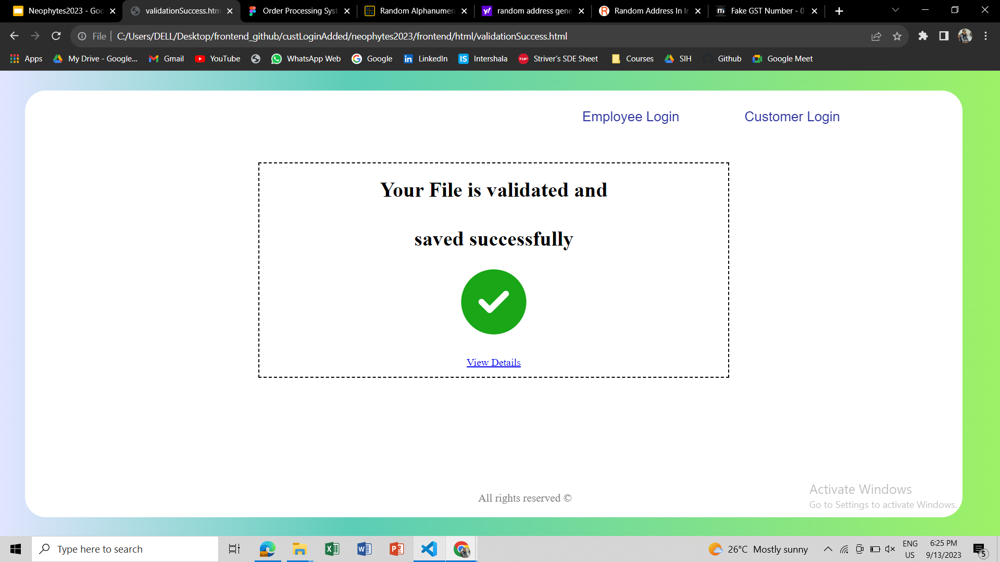 Neophytes2023 - Goo
validationSuccess.htm
Order Processing Syst
Random Alphanumeri
random address gene
Random Address In In
Fake GST Number - 07
File
C:/Users/DELL/Desktop/frontend_github/custLoginAdded/neophytes2023/frontend/html/validationSuccess.html
Apps
My Drive - Google...
Gmail
YouTube
WhatsApp Web
Google
LinkedIn
Intershala
Striver's SDE Sheet
Courses
SIH
Github
Google Meet
Employee Login
Customer Login
Your File is validated and
saved successfully
View Details
All rights reserved ©
Activate Windows
Go to Settings to activate Windows.
Type here to search
26°C Mostly sunny
ENG
US
6:25 PM
9/13/2023
5